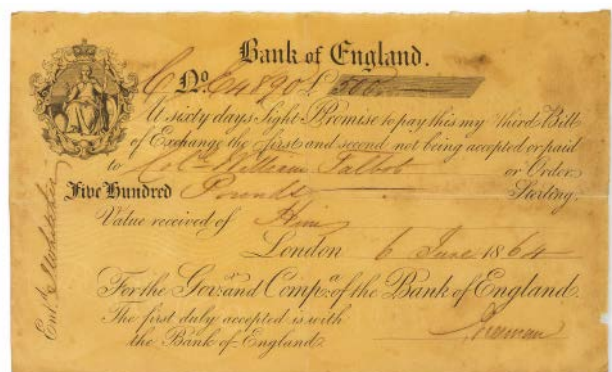 Bank of England.
C No. C4890 £ 500
At sixty days Sight I Promise to pay this my third Bill
of Exchange the first and second not being accepted or paid
to William Talbot or Order
Five Hundred Pounds Sterling:
Value received of Him
London 6 June 1864
For the Govr. and Compa. of the Bank of England.
The first duly accepted is with
the Bank of England.
Entd.